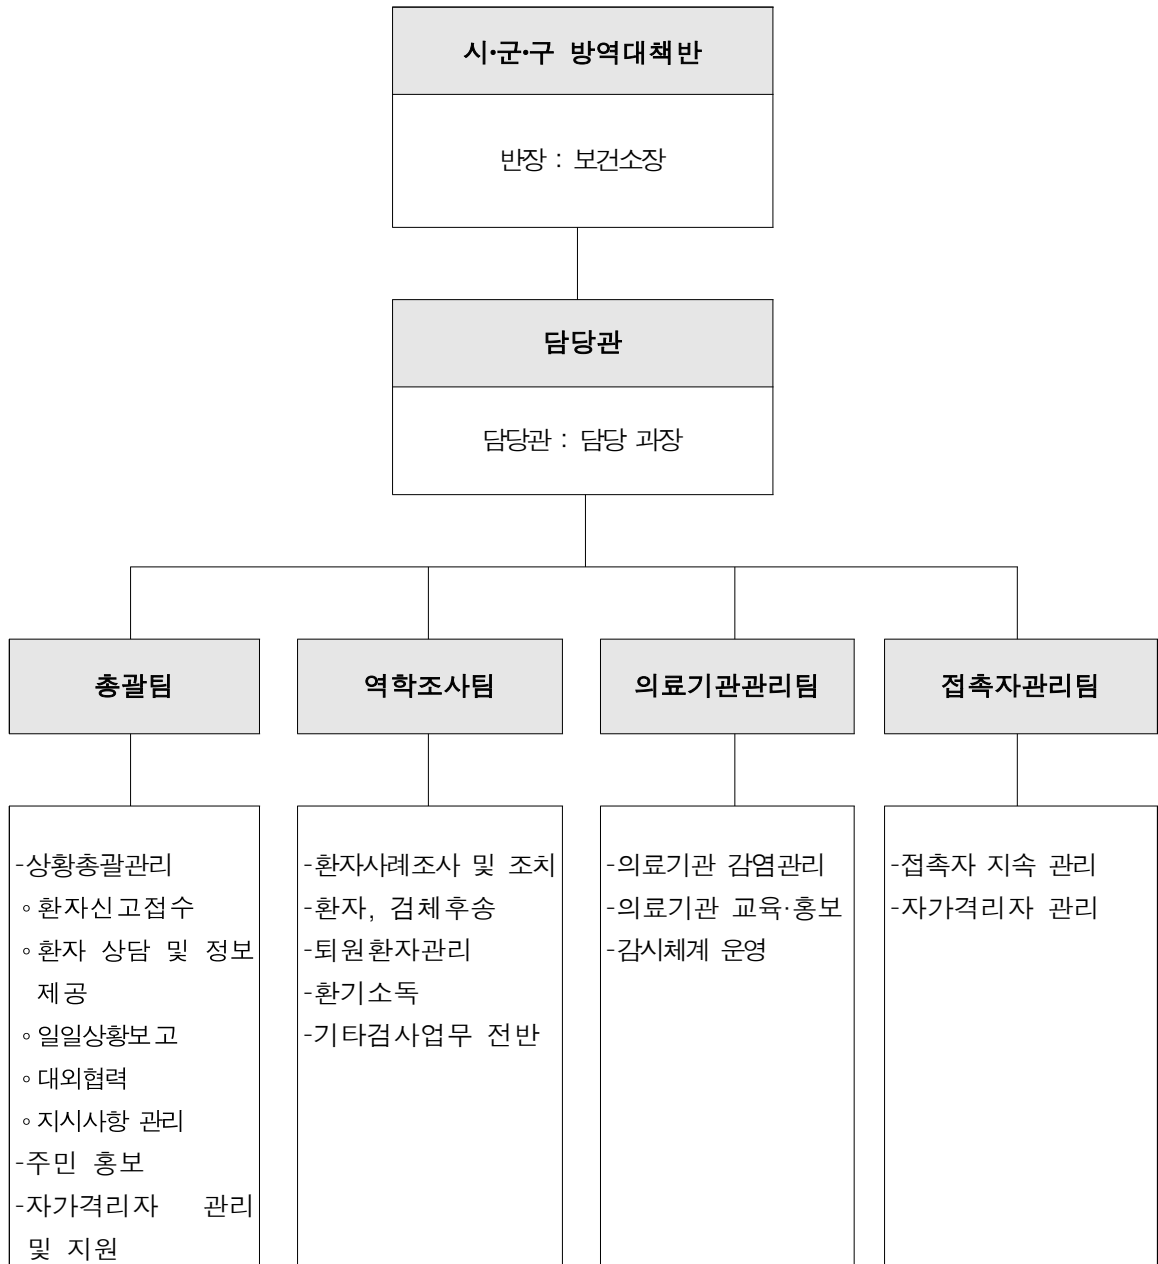 시·군·구 방역대책반
반장 : 보건소장
담당관
담당관 : 담당 과장
총괄팀
역학조사팀
의료기관관리팀
접촉자관리팀
-상황총괄관리
◦환자신고접수
◦환자 상담 및 정보
제공
◦일일상황보고
◦대외협력
◦지시사항 관리
-주민 홍보
-자가격리자 관리
및 지원
-환자사례조사 및 조치
-환자, 검체후송
-퇴원환자관리
-환기소독
-기타검사업무 전반
-의료기관 감염관리
-의료기관 교육·홍보
-감시체계 운영
-접촉자 지속 관리
-자가격리자 관리